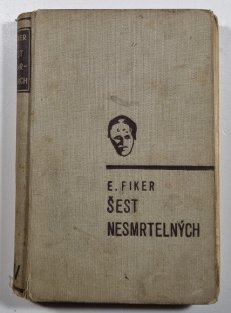 E. FIKER
ŠEST
NESMRTELNÝCH